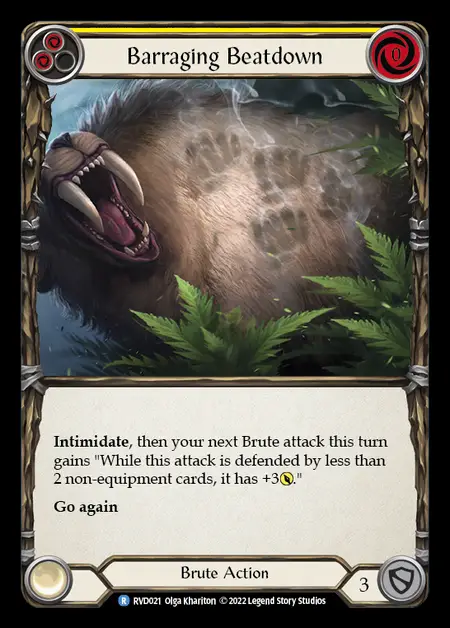 0
Barraging Beatdown
Intimidate, then your next Brute attack this turn
gains "While this attack is defended by less than
2 non-equipment cards, it has +3."
Go again
Brute Action
3
R RVD021 Olga Khariton © 2022 Legend Story Studios